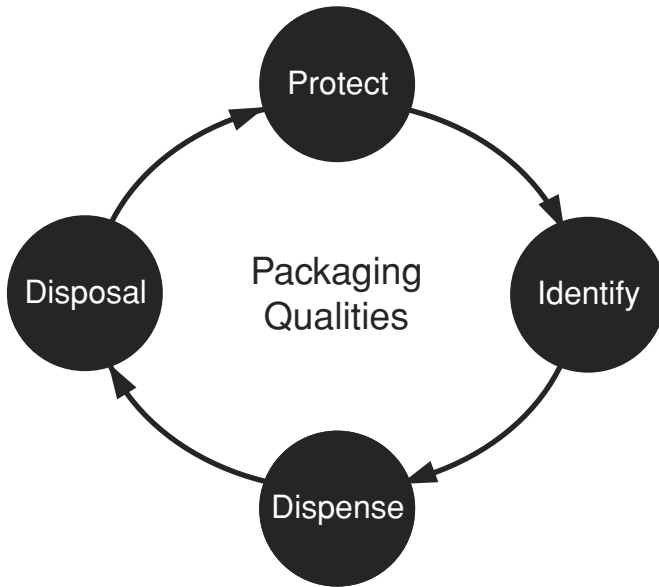 Protect
Disposal
Packaging
Qualities
Identify
Dispense